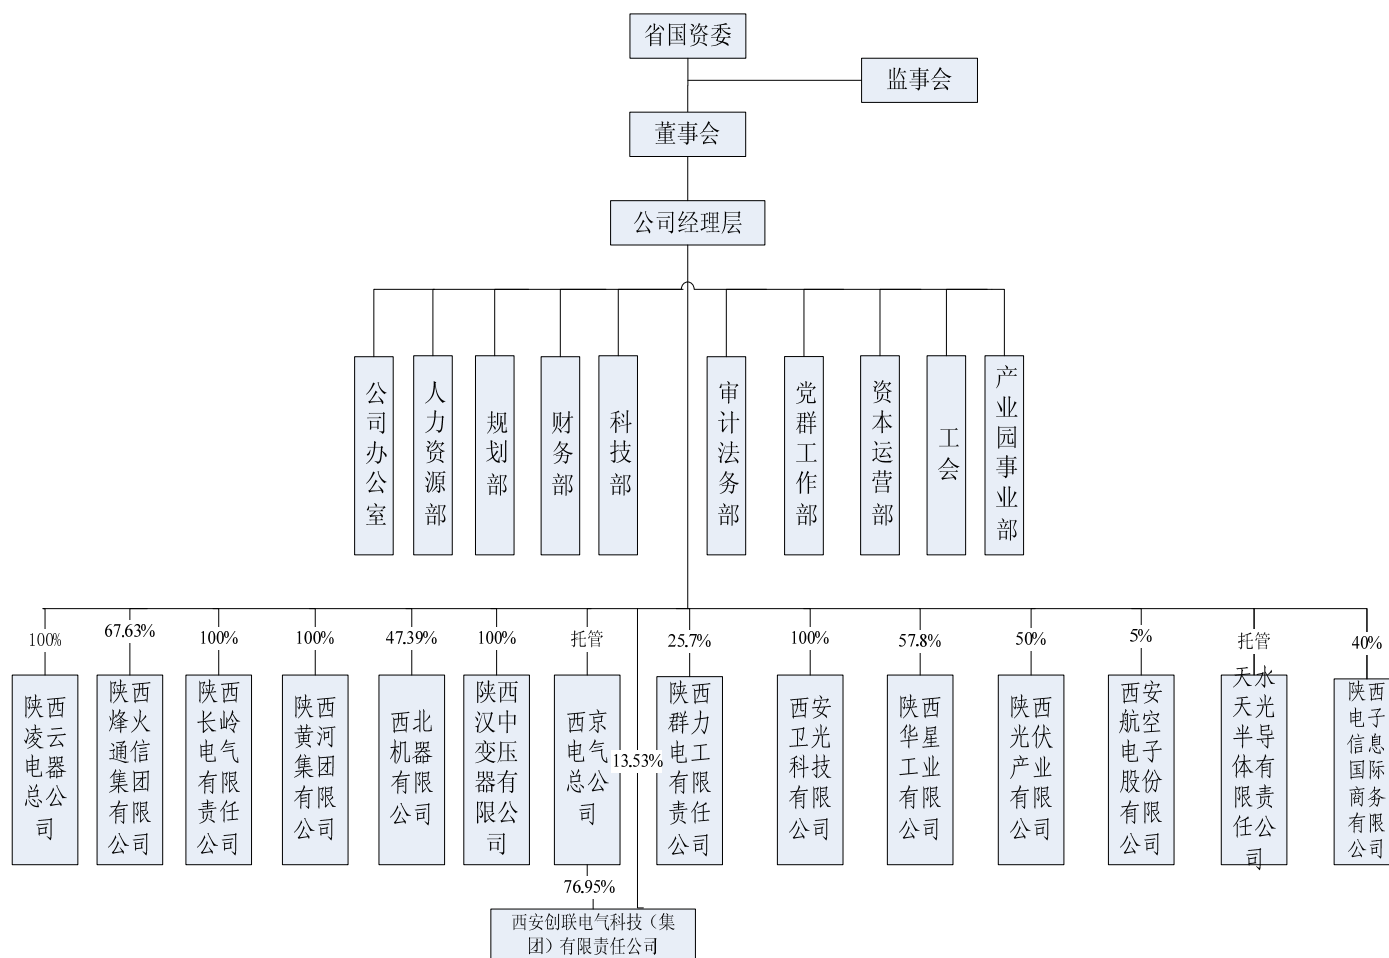 省国资委
监事会
董事会
公司经理层
公司办公室
人力资源部
规划部
财务部
科技部
审计法务部
党群工作部
资本运营部
工会
产业园事业部
100%
67.63%
100%
100%
47.39%
100%
托管
25.7%
100%
57.8%
50%
5%
托管
40%
陕西
凌云
电器
总公
司
陕西
烽火
通信
集团
有限
公司
陕西
长岭
电气
有限
责任
公司
陕西
黄河
集团
有限
公司
西北
机器
有限
公司
陕西
汉中
变压
器有
限公
司
西京
电气
总公
司
13.53%
陕西
群力
电工
有限
责任
公司
西安
卫光
科技
有限
公司
陕西
华星
工业
有限
公司
陕西
光伏
产业
有限
公司
西安
航空
电子
股份
有限
公司
天水
天光
半导
体有
限责
任公
司
陕西
电子
信息
国际
商务
有限
公司
76.95%
西安创联电气科技（集
团）有限责任公司